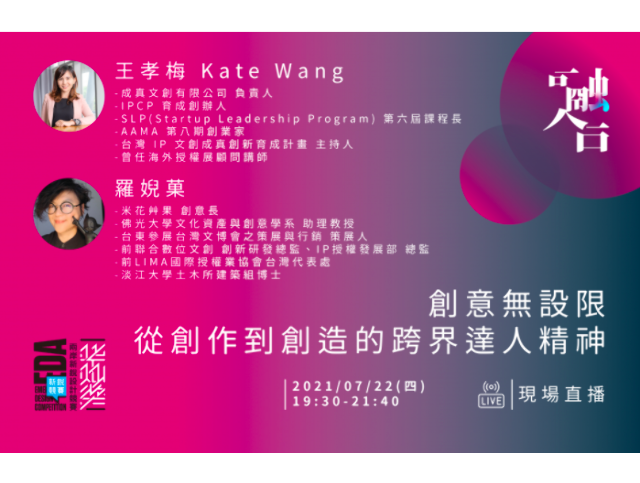 王孝梅 Kate Wang
-成真文創有限公司 負責人
-IPCP 育成創辦人
-SLP(Startup Leadership Program) 第六屆課程長
-AAMA 第八期創業家
-台灣 IP 文創成真創新育成計畫 主持人
-曾任海外授權展顧問講師
羅婗菓
-米花艸果 創意長
-佛光大學文化資產與創意學系 助理教授
-台東參展台灣文博會之策展與行銷 策展人
-前聯合數位文創 創新研發總監、IP授權發展部 總監
-前LIMA國際授權業協會台灣代表處
-淡江大學土木所建築組博士
創意無設限
從創作到創造的跨界達人精神
2021/07/22(四)
19:30-21:40
LIVE
現場直播
新銳
競賽